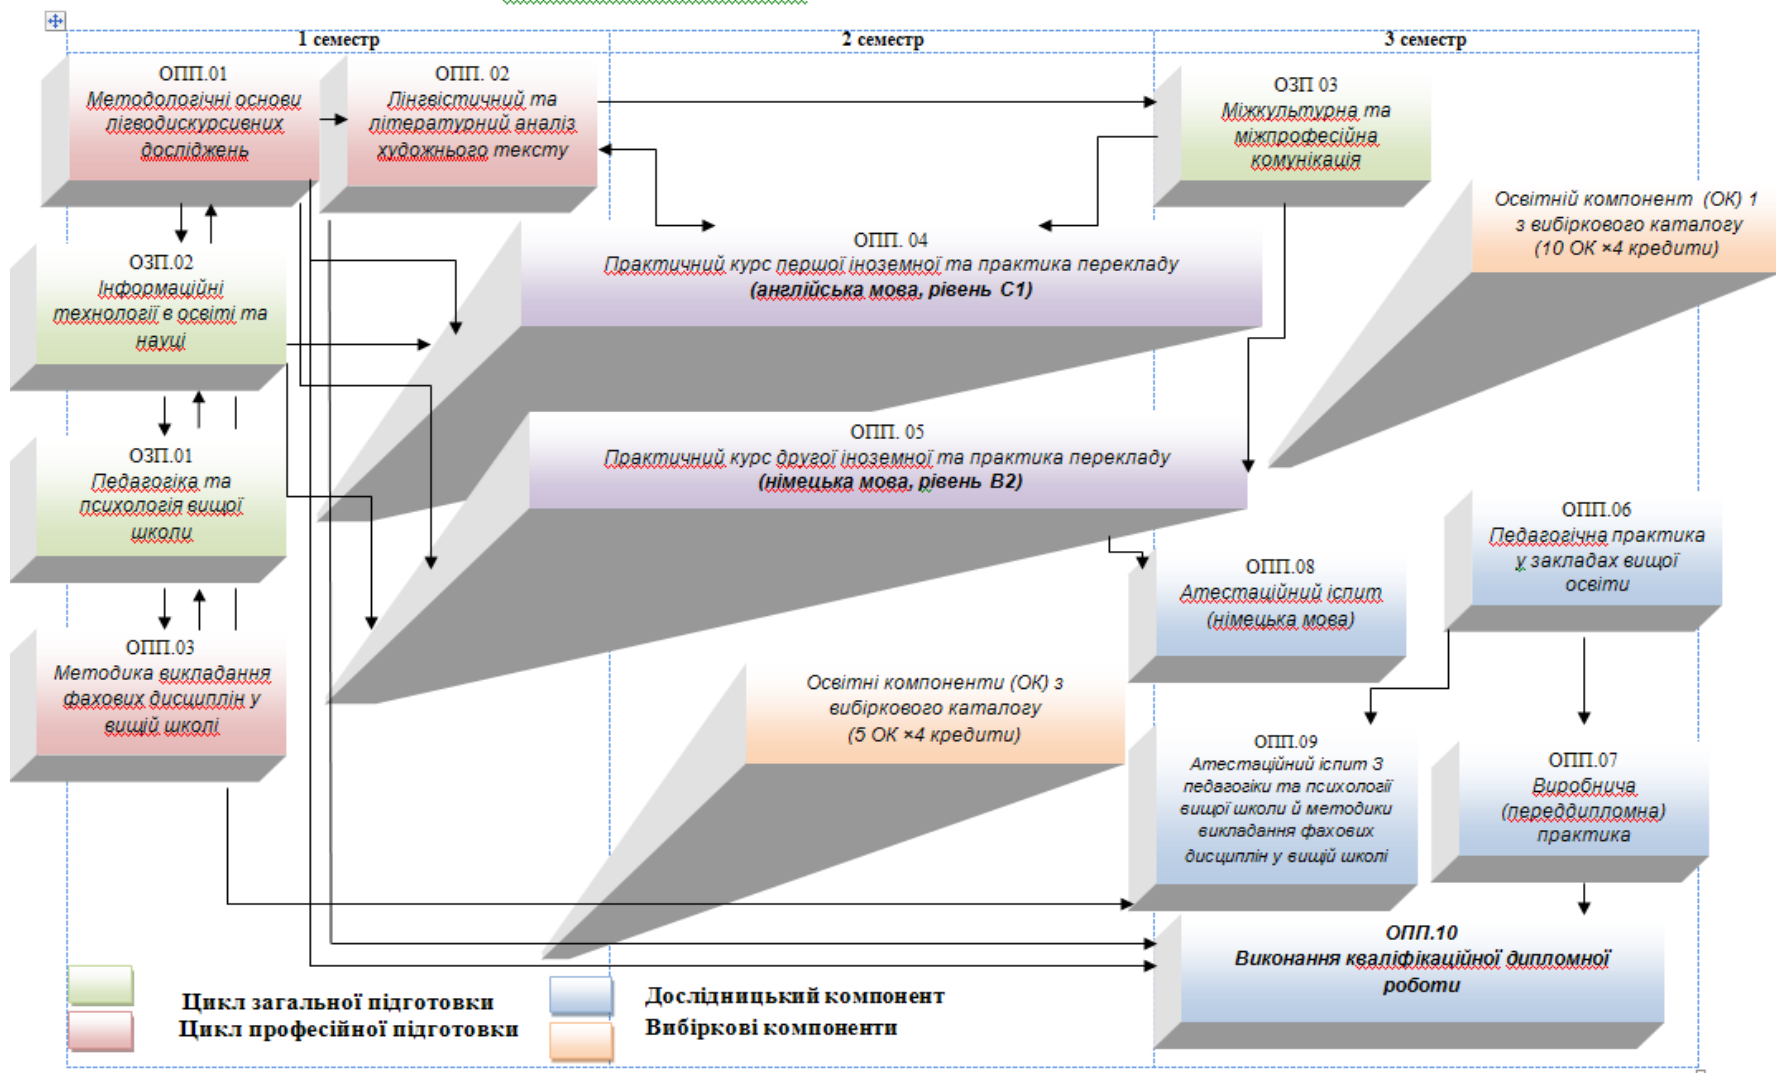 1 семестр
2 семестр
3 семестр
ОПП.01
Методологічні основи
лігводискурсивних
досліджень
ОПП. 02
Лінгвістичний та
літературний аналіз
художнього тексту
ОЗП 03
Міжкультурна та
міжпрофесійна
комунікація
Освітній компонент (ОК) 1
з вибіркового каталогу
(10 ОК ×4 кредити)
ОПП. 04
Практичний курс першої іноземної та практика перекладу
(англійська мова, рівень С1)
ОЗП.02
Інформаційні
технології в освіті та
науці
ОПП. 05
Практичний курс другої іноземної та практика перекладу
(німецька мова, рівень В2)
ОЗП.01
Педагогіка та
психологія вищої
школи
ОПП.06
Педагогічна практика
у закладах вищої
освіти
ОПП.08
Атестаційний іспит
(німецька мова)
ОПП.03
Методика викладання
фахових дисциплін у
вищій школі
Освітні компоненти (ОК) з
вибіркового каталогу
(5 ОК ×4 кредити)
ОПП.09
Атестаційний іспит З
педагогіки та психології
вищої школи й методики
викладання фахових
дисциплін у вищій школі
ОПП.07
Виробнича
(переддипломна)
практика
ОПП.10
Виконання кваліфікаційної дипломної
роботи
Цикл загальної підготовки
Цикл професійної підготовки
Дослідницький компонент
Вибіркові компоненти